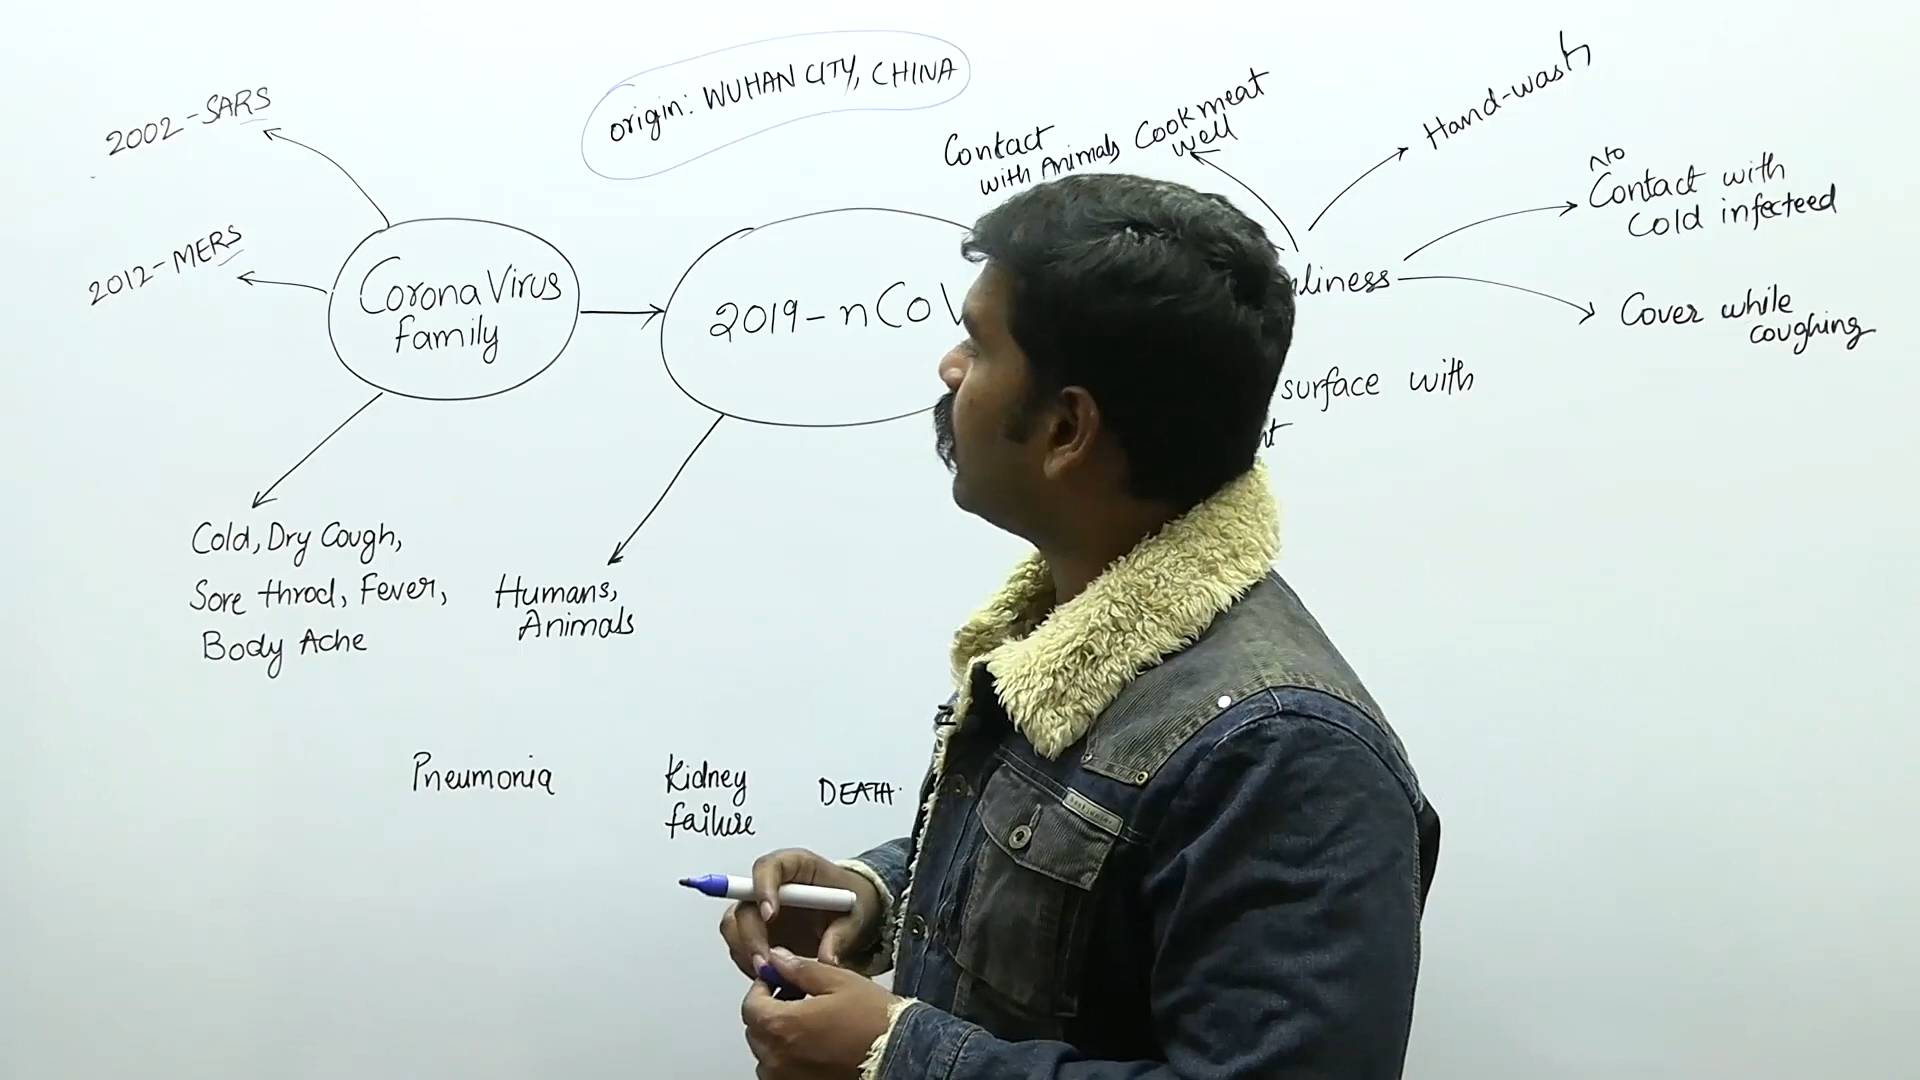 2002-SARS
2012-MERS
Corona Virus
family
Cold, Dry Cough,
Sore throd, Fever,
Body Ache
origin: WUHAN CITY, CHINA
2019-nCoV
Humans,
Animals
Pneumonia
Kidney
failure
DEATH.
Contact
with Animals
Cook meat
well
Hand-wash
no
Contact with
Cold infecteed
liness
Cover while
coughing
surface with